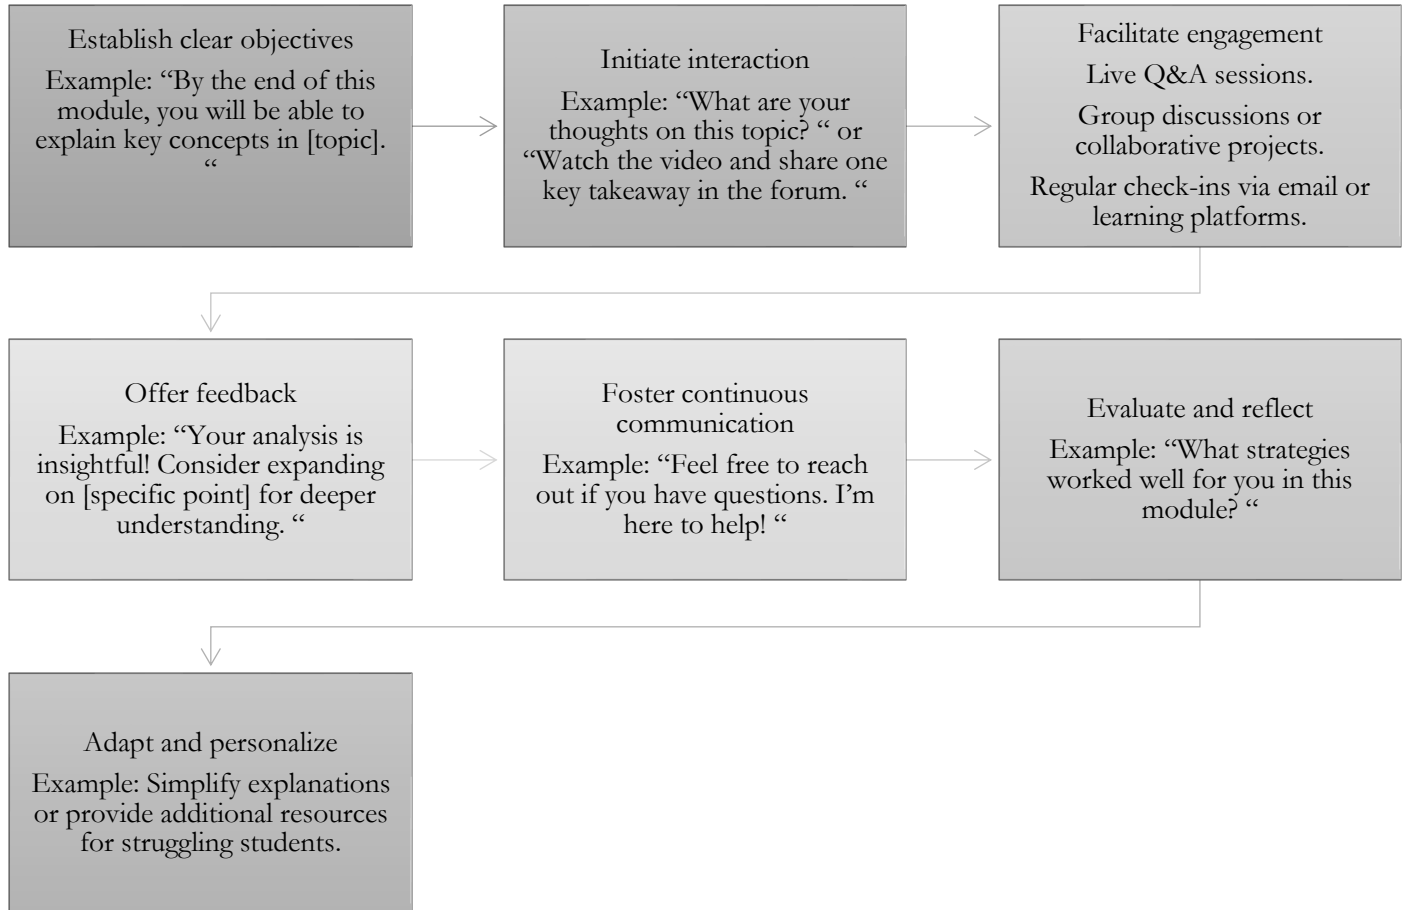 Establish clear objectives
Example: “By the end of this
module, you will be able to
explain key concepts in [topic].
“
Initiate interaction
Example: “What are your
thoughts on this topic? “ or
“Watch the video and share one
key takeaway in the forum. “
Facilitate engagement
Live Q&A sessions.
Group discussions or
collaborative projects.
Regular check-ins via email or
learning platforms.
Offer feedback
Example: “Your analysis is
insightful! Consider expanding
on [specific point] for deeper
understanding. “
Foster continuous
communication
Example: “Feel free to reach
out if you have questions. I’m
here to help! “
Evaluate and reflect
Example: “What strategies
worked well for you in this
module? “
Adapt and personalize
Example: Simplify explanations
or provide additional resources
for struggling students.